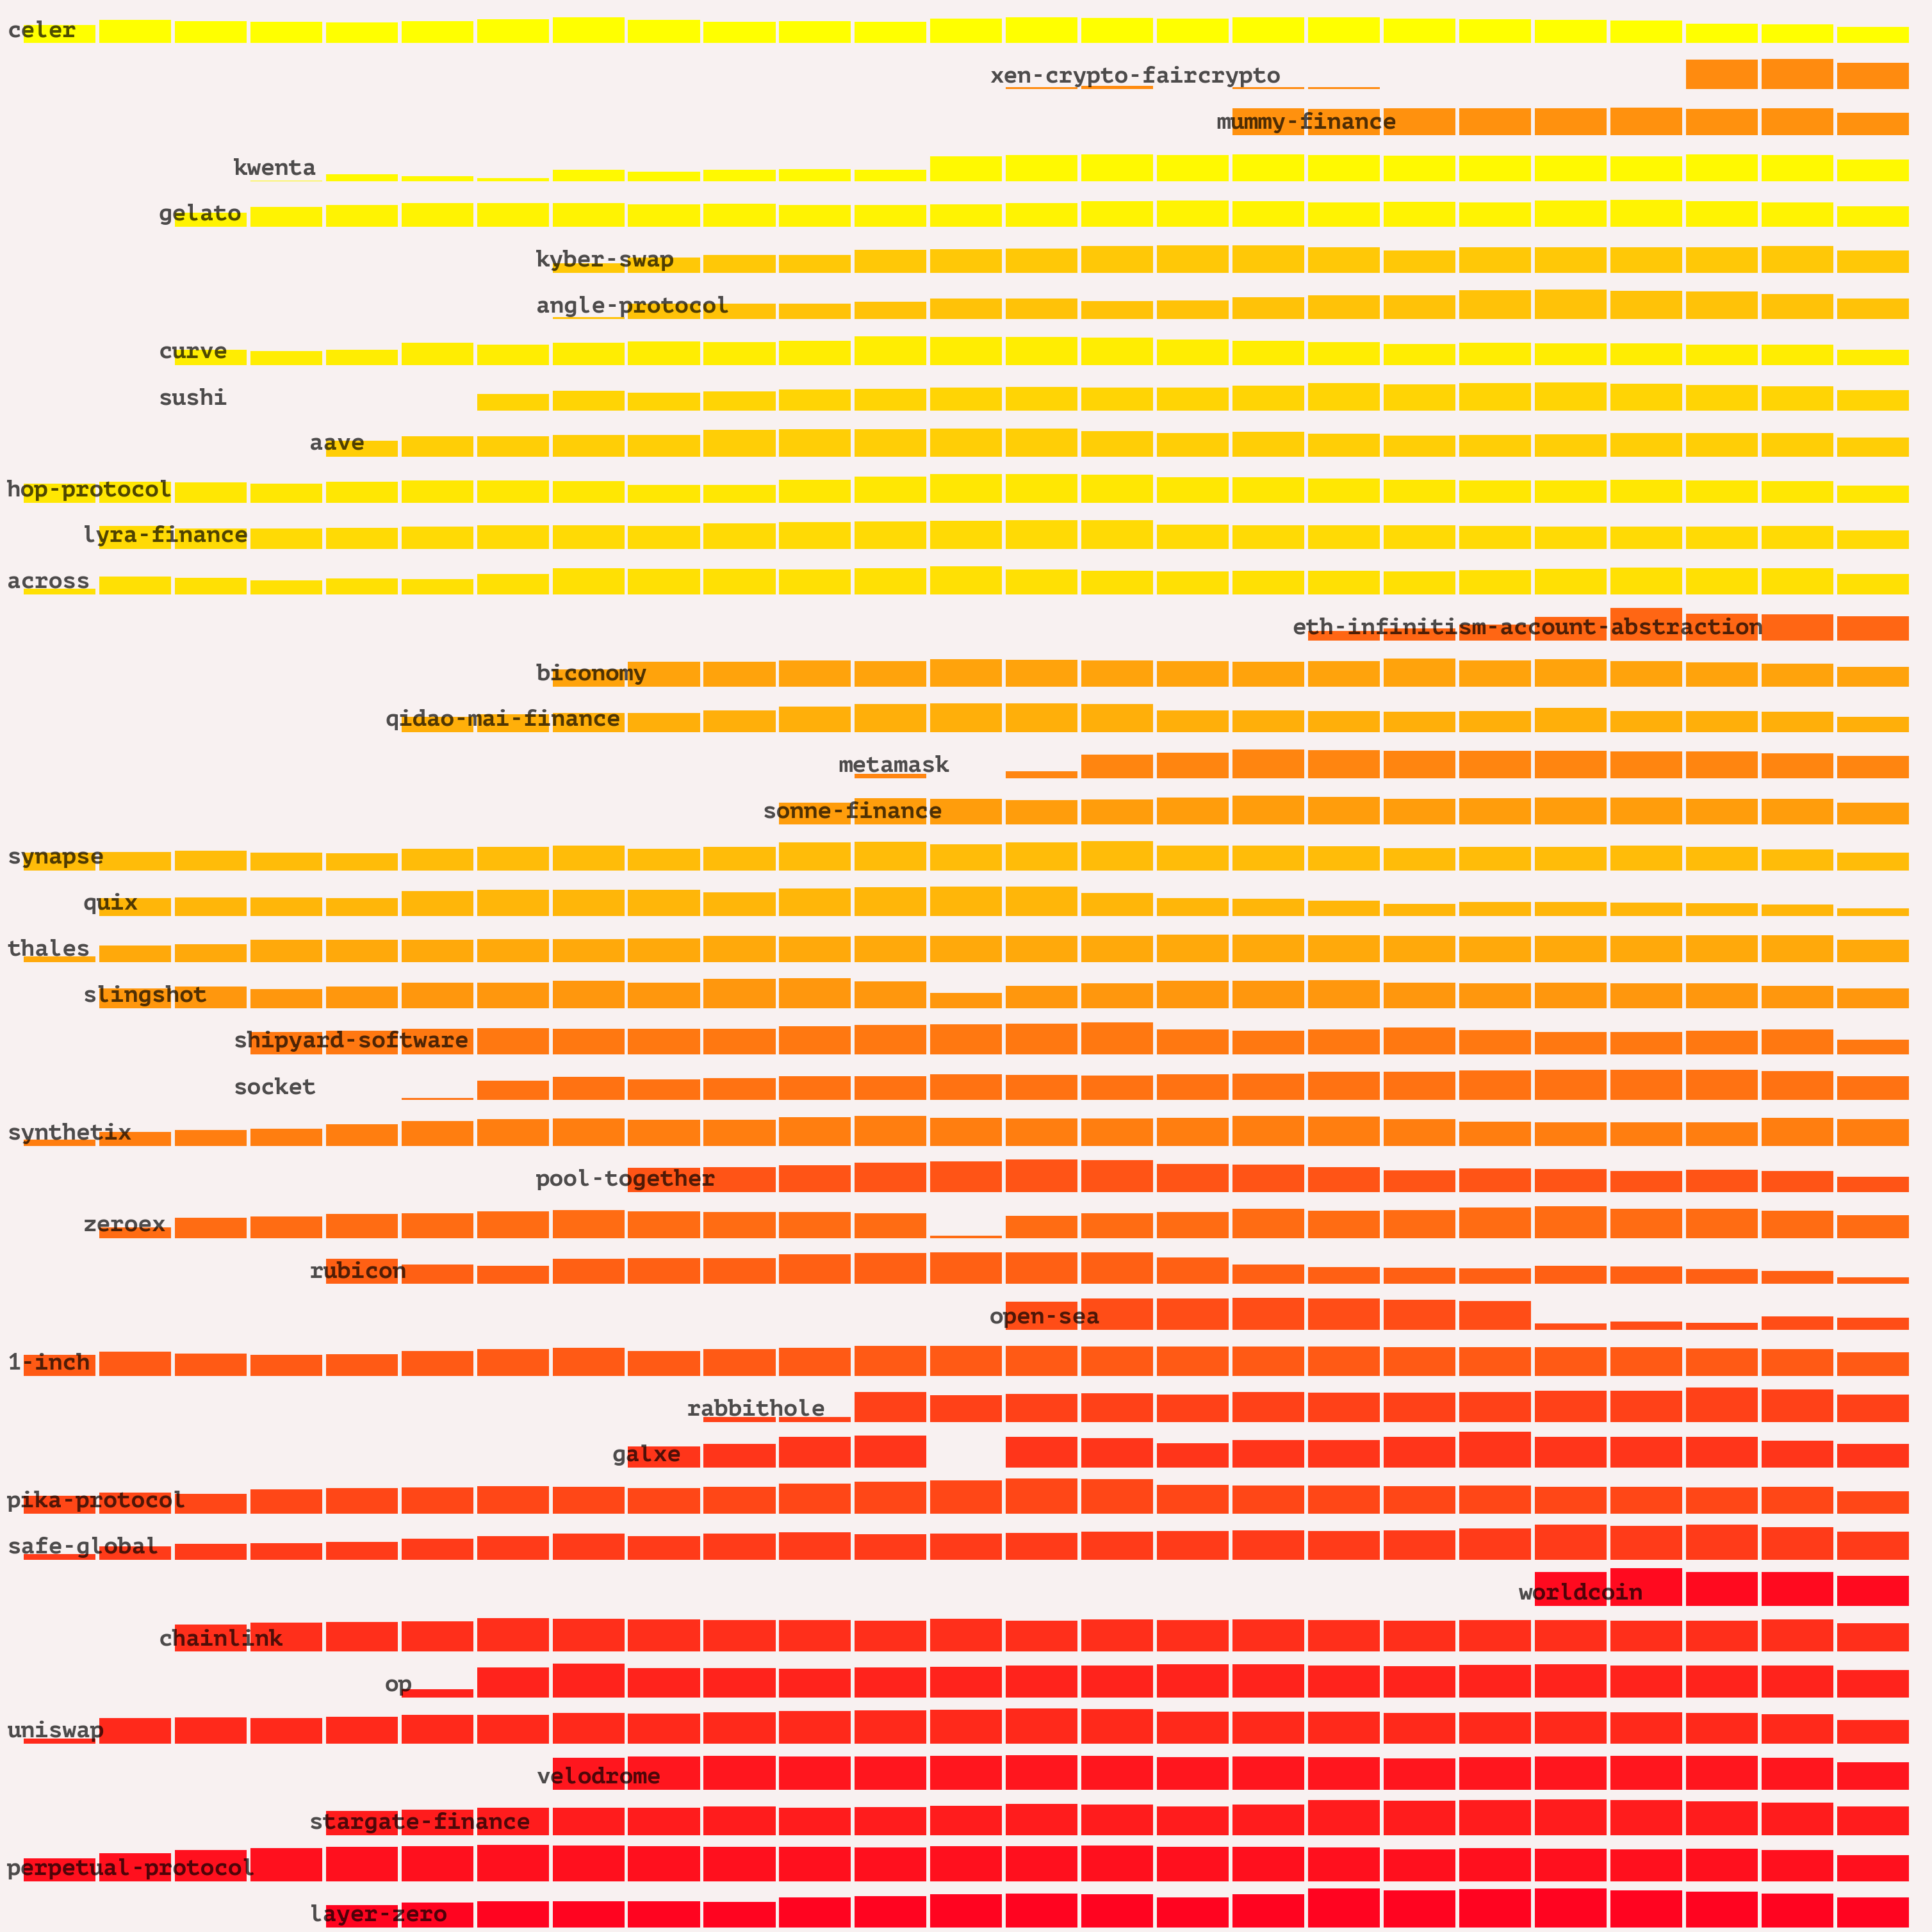 celer
xen-crypto-faircrypto
mummy-finance
kwenta
gelato
kyber-swap
angle-protocol
curve
sushi
aave
hop-protocol
lyra-finance
across
eth-infinitism-account-abstraction
biconomy
qidao-mai-finance
metamask
sonne-finance
synapse
quix
thales
slingshot
shipyard-software
socket
synthetix
pool-together
zeroex
rubicon
open-sea
1-inch
rabbithole
galxe
pika-protocol
safe-global
worldcoin
chainlink
op
uniswap
velodrome
stargate-finance
perpetual-protocol
layer-zero